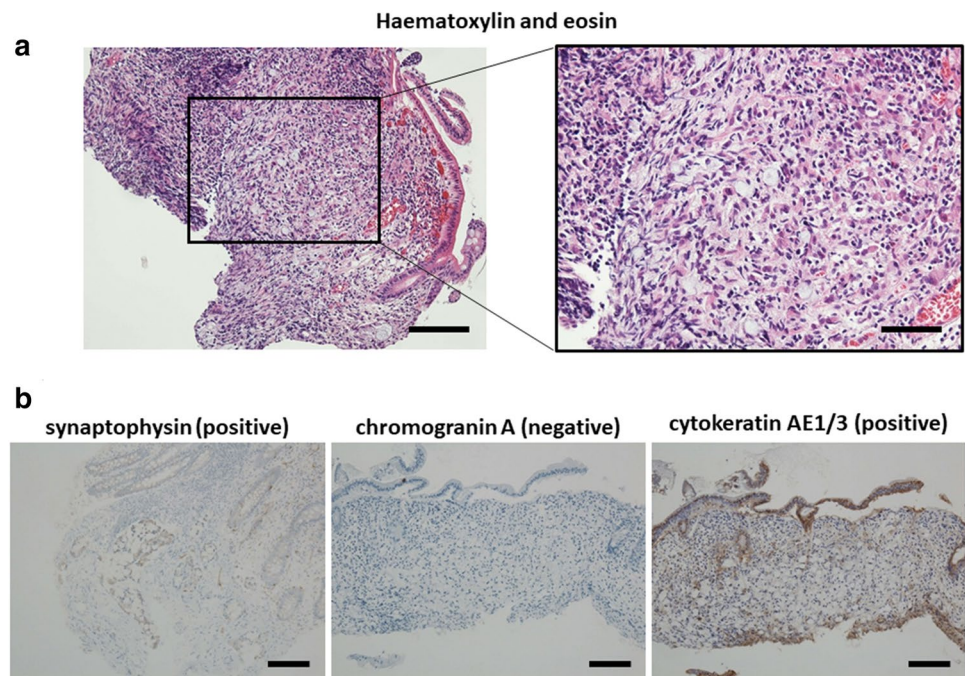 Haematoxylin and eosin
a
b
synaptophysin (positive)
chromogranin A (negative)
cytokeratin AE1/3 (positive)